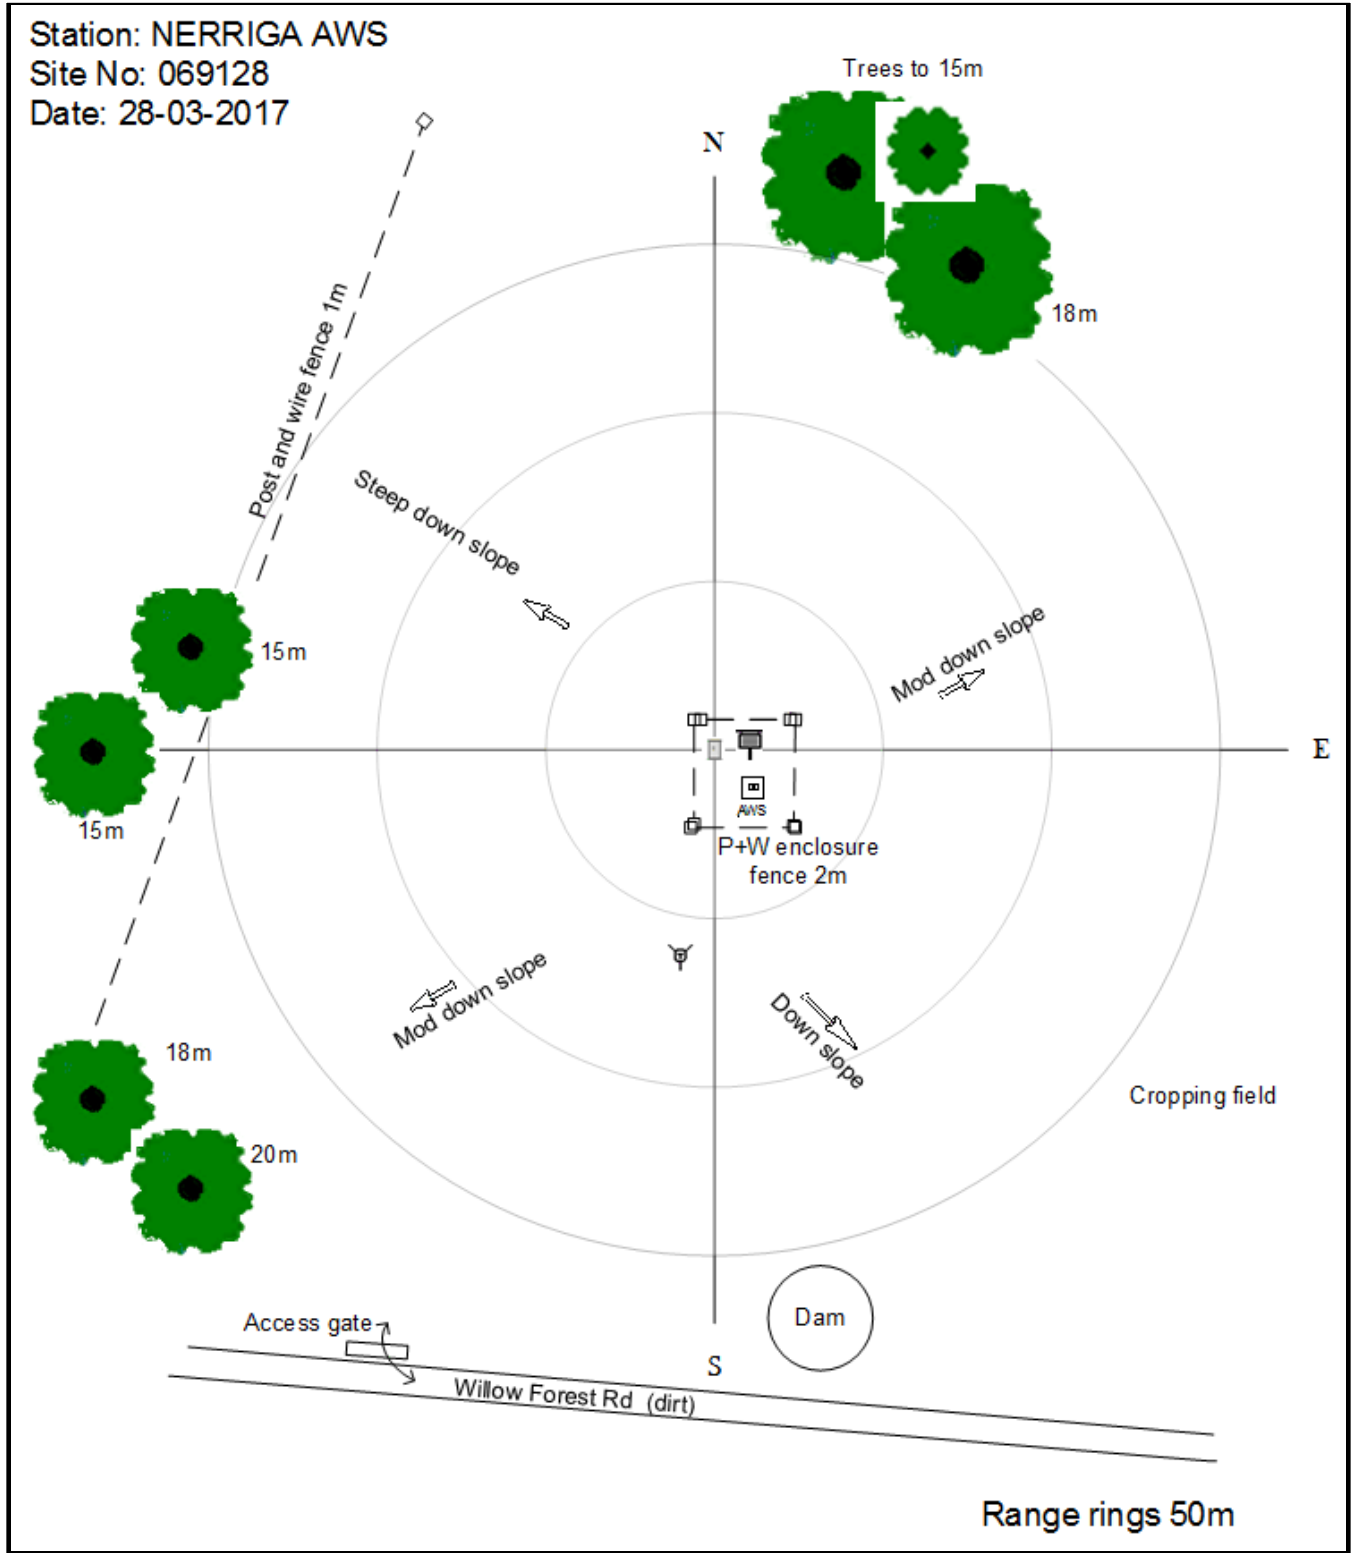 Station: NERRIGA AWS
Site No: 069128
Date: 28-03-2017
Trees to 15m
N
18m
Post and wire fence 1m
Steep down slope
15m
Mod down slope
E
15m
AWS
P+W enclosure
fence 2m
Mod down slope
Down slope
18m
Cropping field
20m
Access gate
Dam
S
Willow Forest Rd (dirt)
Range rings 50m